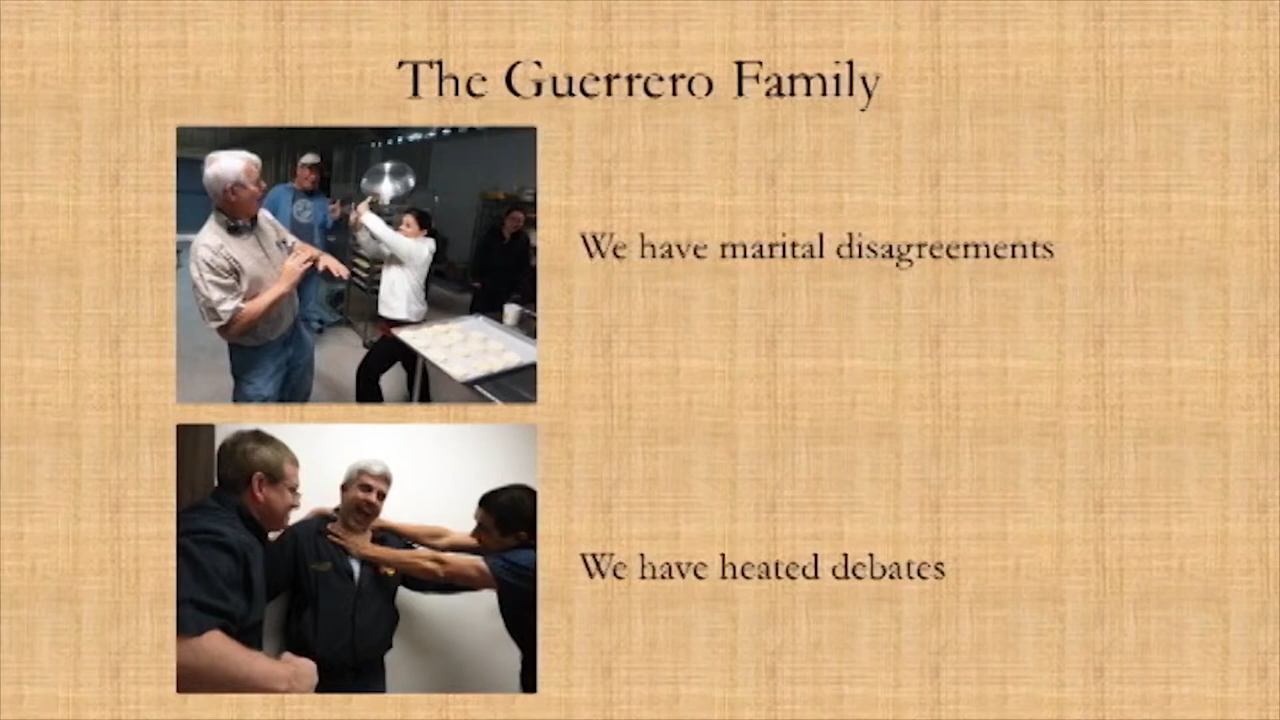 The Guerrero Family
We have marital disagreements
We have heated debates